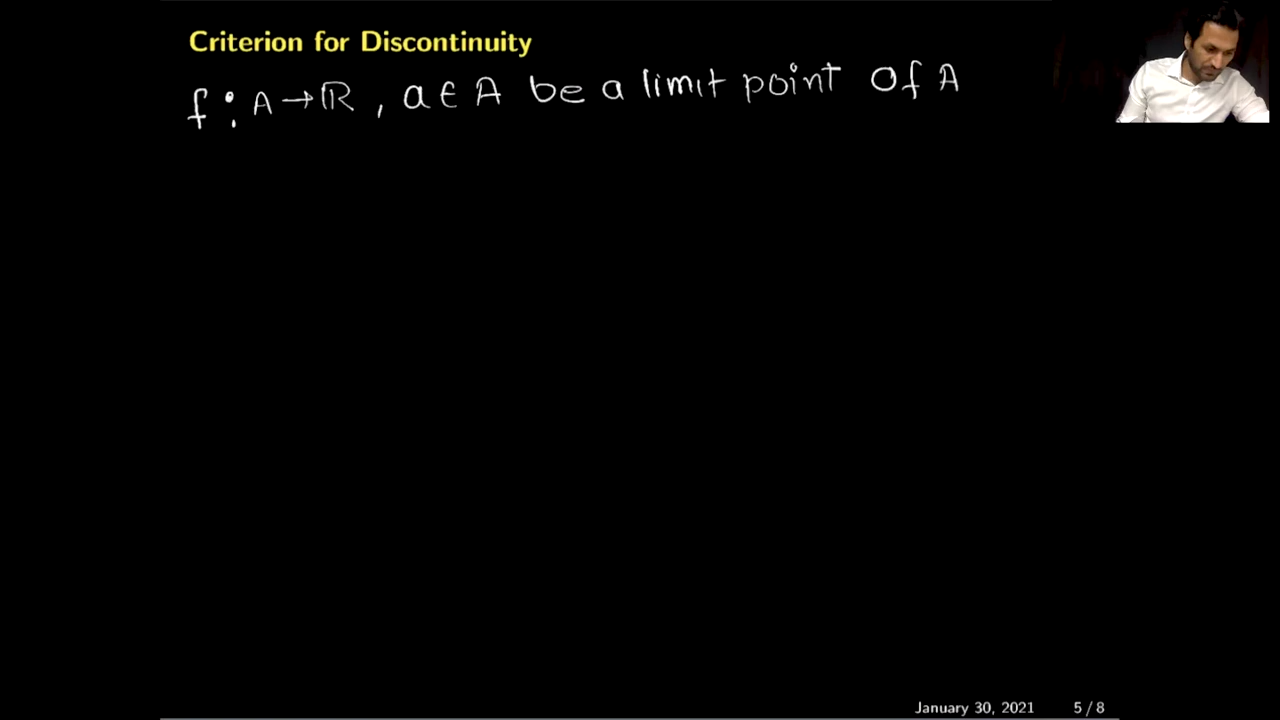 Criterion for Discontinuity
f : A → ℝ , a ∈ A be a limit point of A
January 30, 2021 5 / 8